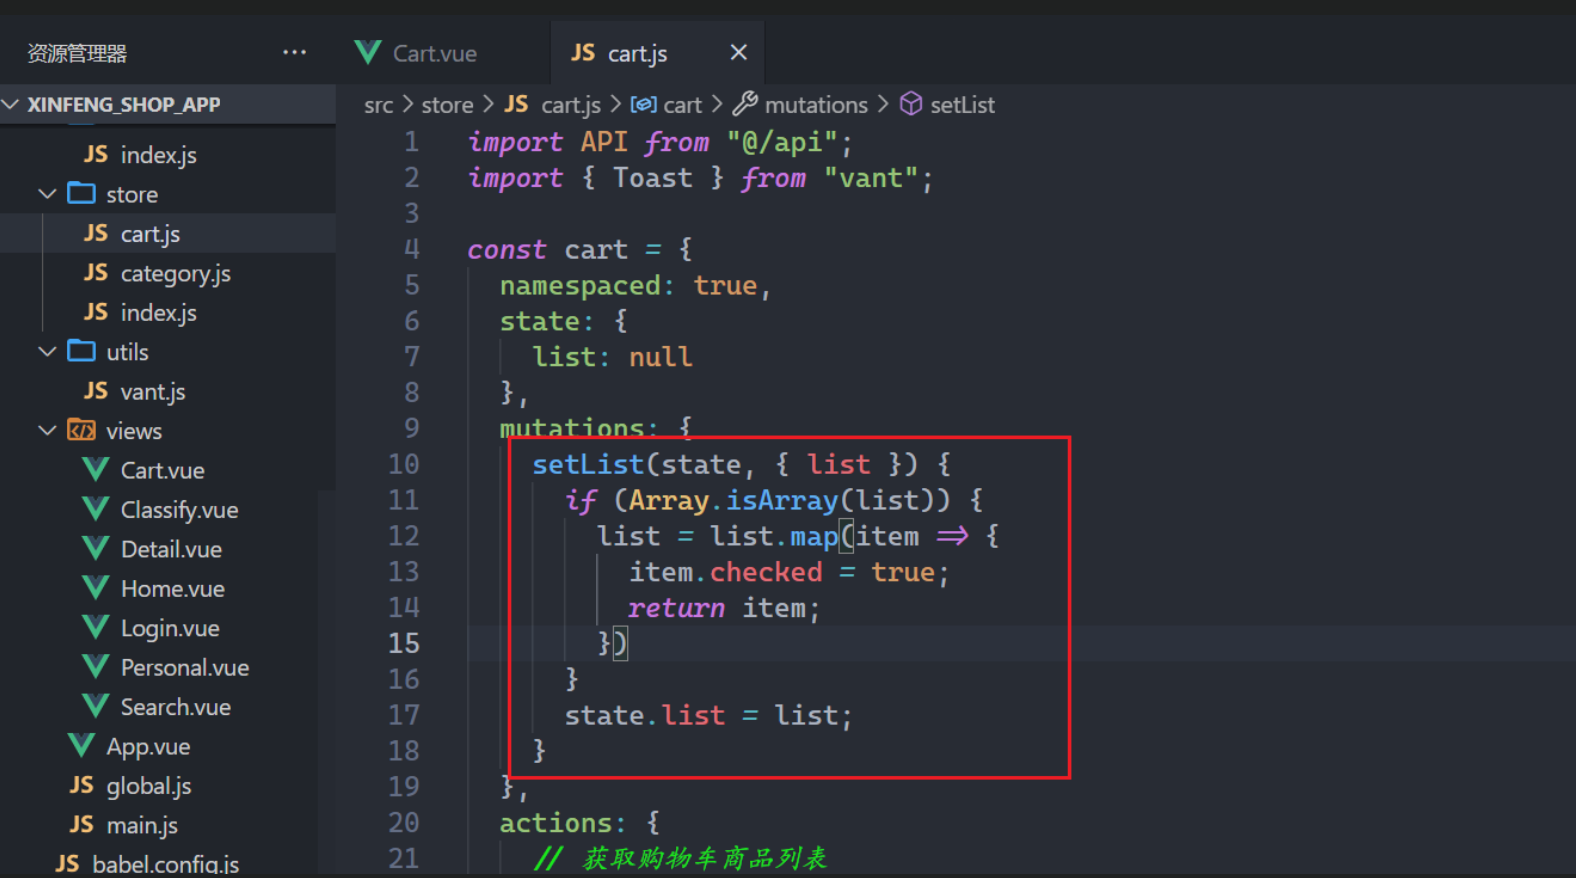 资源管理器
···
Cart.vue
JS cart.js ×
XINFENG_SHOP_APP
src > store > JS cart.js > cart > mutations > setList
JS index.js
store
JS cart.js
JS category.js
JS index.js
utils
JS vant.js
views
Cart.vue
Classify.vue
Detail.vue
Home.vue
Login.vue
Personal.vue
Search.vue
App.vue
JS global.js
JS main.js
JS babel.config.js
1 import API from "@/api";
2 import { Toast } from "vant";
3
4 const cart = {
5 namespaced: true,
6 state: {
7 list: null
8 },
9 mutations: {
10 setList(state, { list }) {
11 if (Array.isArray(list)) {
12 list = list.map(item => {
13 item.checked = true;
14 return item;
15 })
16 }
17 state.list = list;
18 }
19 },
20 actions: {
21 // 获取购物车商品列表